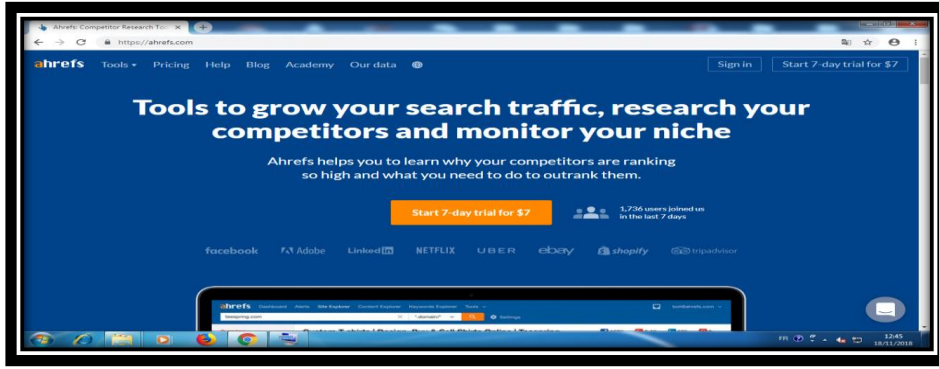 Ahrefs: Competitor Research To
https://ahrefs.com
ahrefs Tools Pricing Help Blog Academy Our data Sign in Start 7-day trial for $7
Tools to grow your search traffic, research your
competitors and monitor your niche
Ahrefs helps you to learn why your competitors are ranking
so high and what you need to do to outrank them.
Start 7-day trial for $7
1,736 users joined us
in the last 7 days
facebook Adobe Linked in NETFLIX UBER ebay shopify tripadvisor
ahrefs Dashboard Alerts Site Explorer Content Explorer Keywords Explorer Tools
teespring.com *.domain/* Settings
FR 12:45
18/11/2018